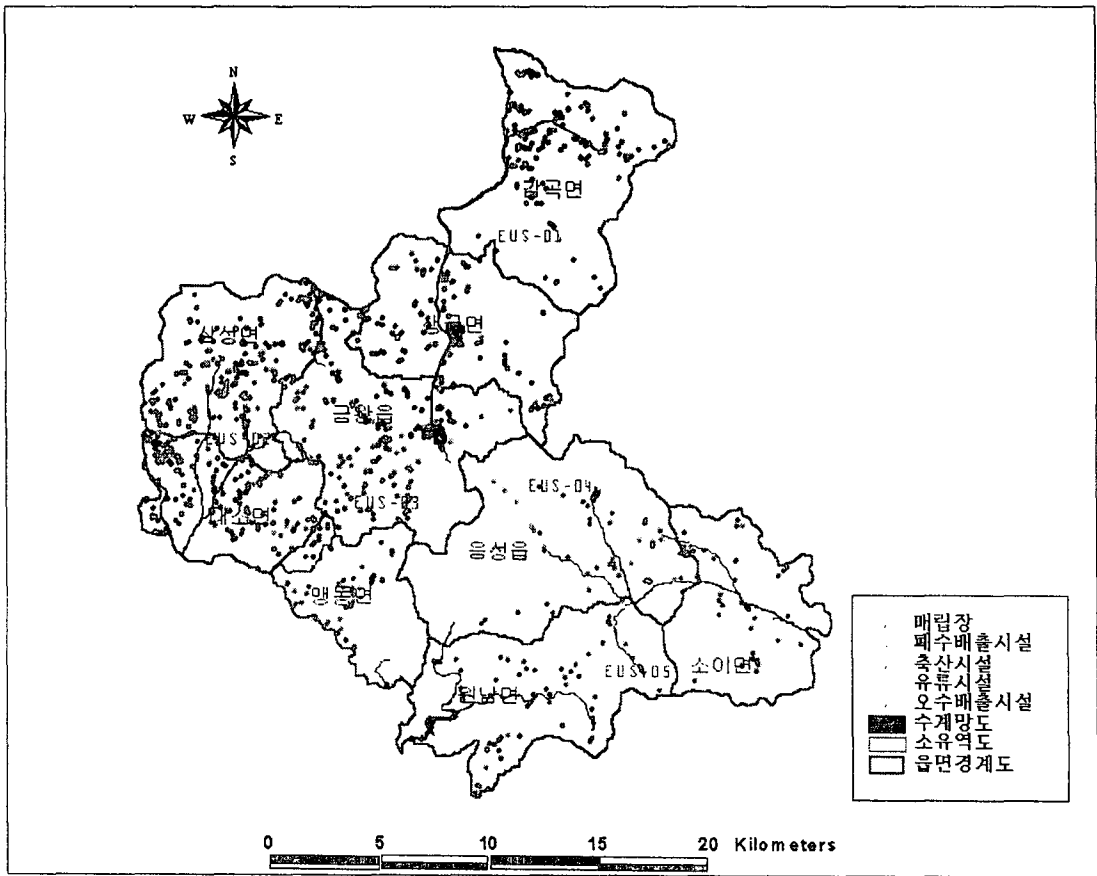 N
W E
S
감곡면
EUS-01
생극면
삼성면
금왕읍
EUS-02
EUS-04
대소면
EUS-03
음성읍
맹동면
EUS-05
소이면
원남면
매립장
폐수배출시설
축산시설
유류시설
오수배출시설
수계망도
소유역도
읍면경계도
0 5 10 15 20 Kilometers